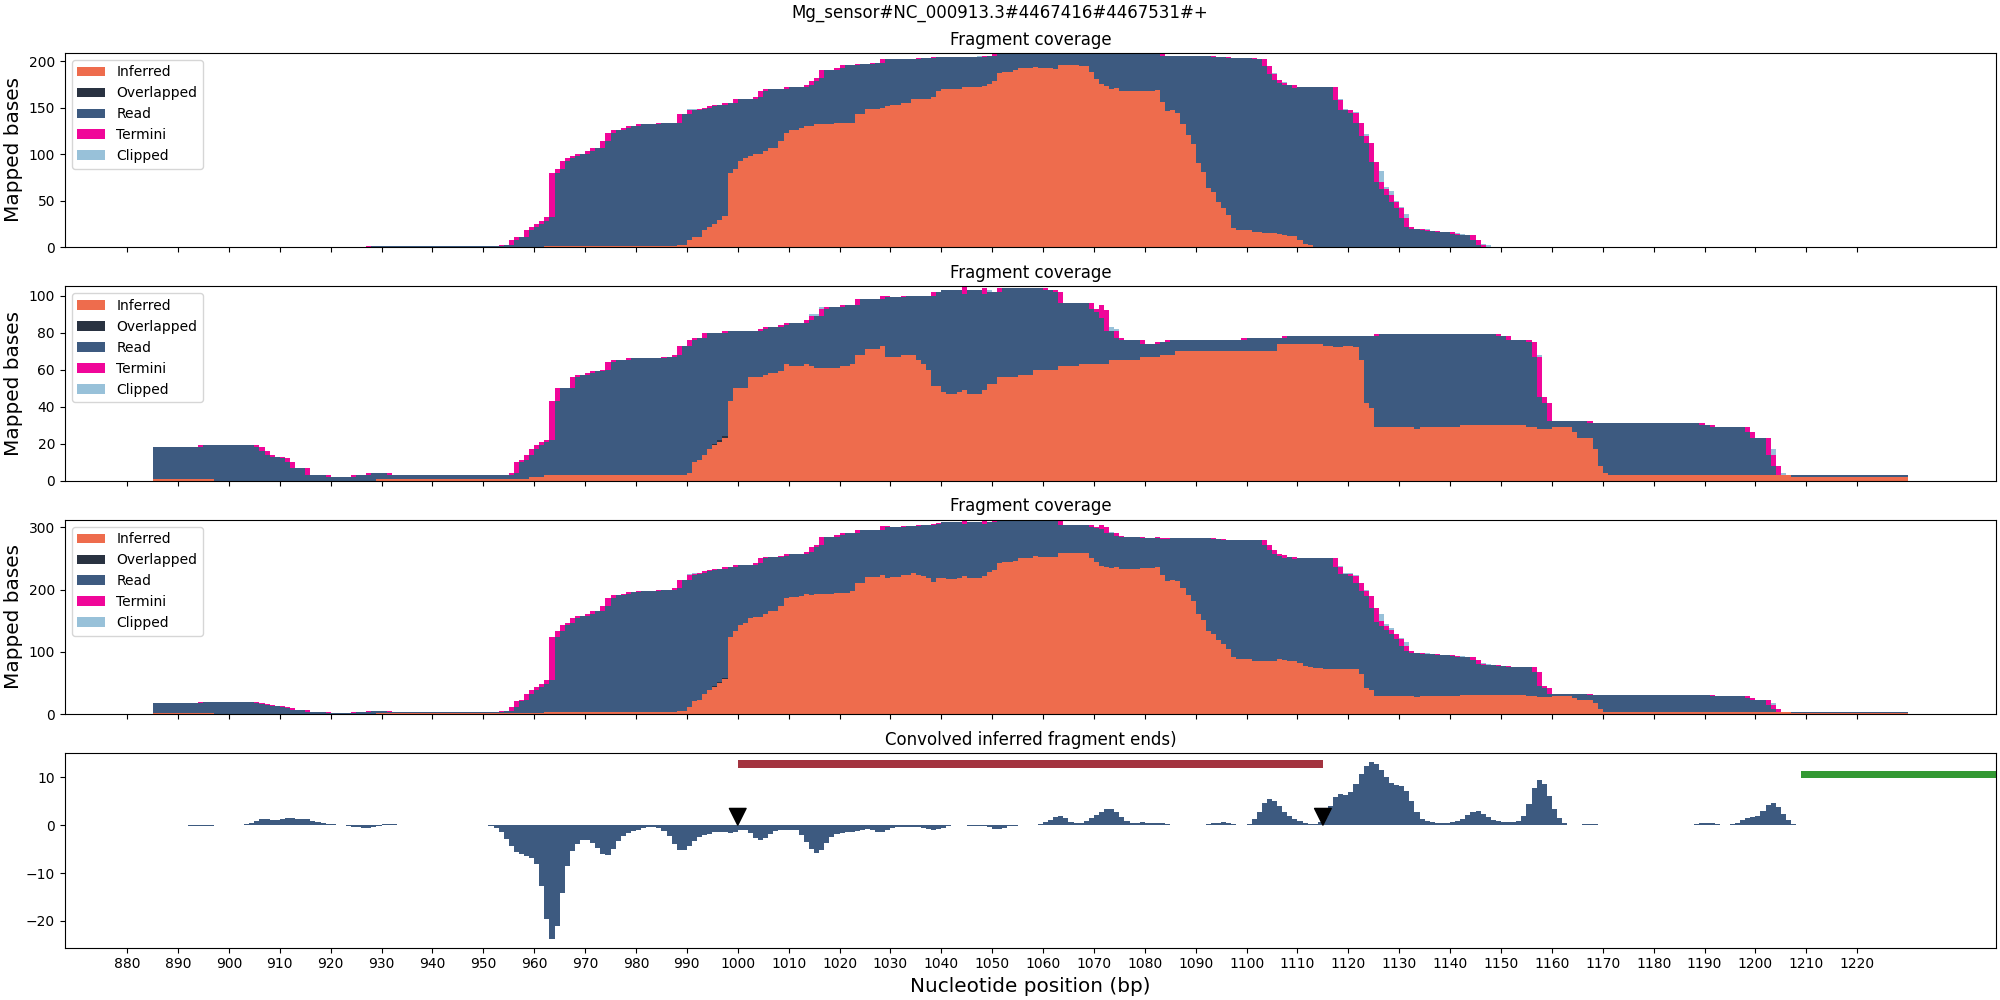 Mg_sensor#NC_000913.3#4467416#4467531#+
Fragment coverage
Mapped bases
200
150
100
50
0
Inferred
Overlapped
Read
Termini
Clipped
Fragment coverage
Mapped bases
100
80
60
40
20
0
Inferred
Overlapped
Read
Termini
Clipped
Fragment coverage
Mapped bases
300
200
100
0
Inferred
Overlapped
Read
Termini
Clipped
Convolved inferred fragment ends)
10
0
−10
−20
880 890 900 910 920 930 940 950 960 970 980 990 1000 1010 1020 1030 1040 1050 1060 1070 1080 1090 1100 1110 1120 1130 1140 1150 1160 1170 1180 1190 1200 1210 1220
Nucleotide position (bp)